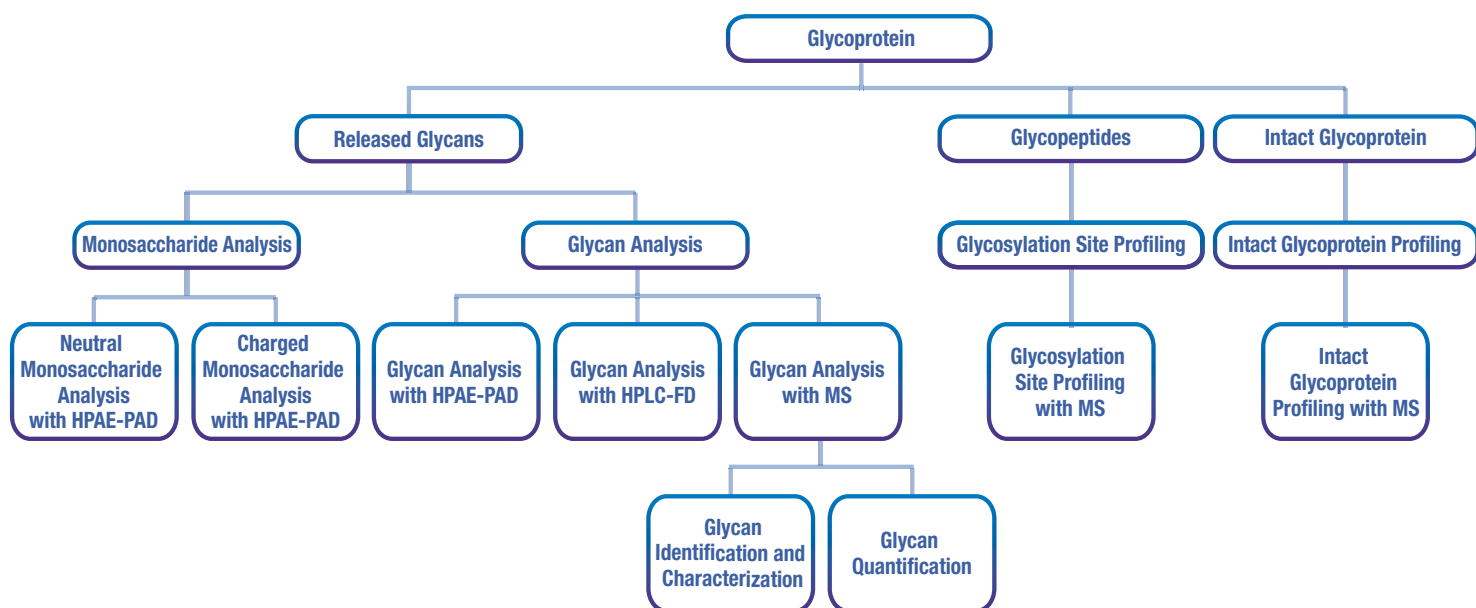 Glycoprotein
Released Glycans
Glycopeptides
Intact Glycoprotein
Monosaccharide Analysis
Glycan Analysis
Glycosylation Site Profiling
Intact Glycoprotein Profiling
Neutral
Monosaccharide
Analysis
with HPAE-PAD
Charged
Monosaccharide
Analysis
with HPAE-PAD
Glycan Analysis
with HPAE-PAD
Glycan Analysis
with HPLC-FD
Glycan Analysis
with MS
Glycosylation
Site Profiling
with MS
Intact
Glycoprotein
Profiling with MS
Glycan
Identification and
Characterization
Glycan
Quantification